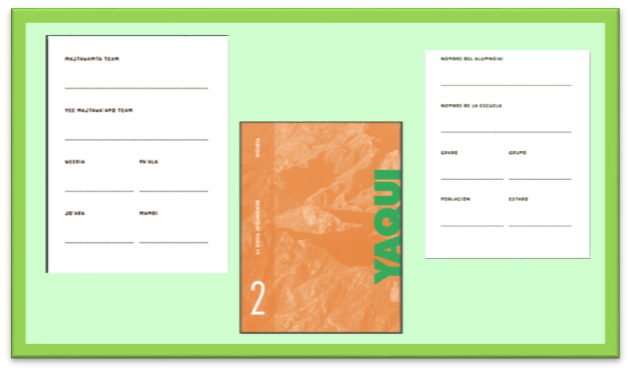 MAJTAWAMTA TEAM
YEE MAJTAWA'APO TEAM
WEERIA PA'ALA
JO'ARA
NOMBRE DEL ALUMNO(A)
NOMBRE DE LA ESCUELA
GRADO GRUPO
POBLACIÓN ESTADO
YAQUI
2